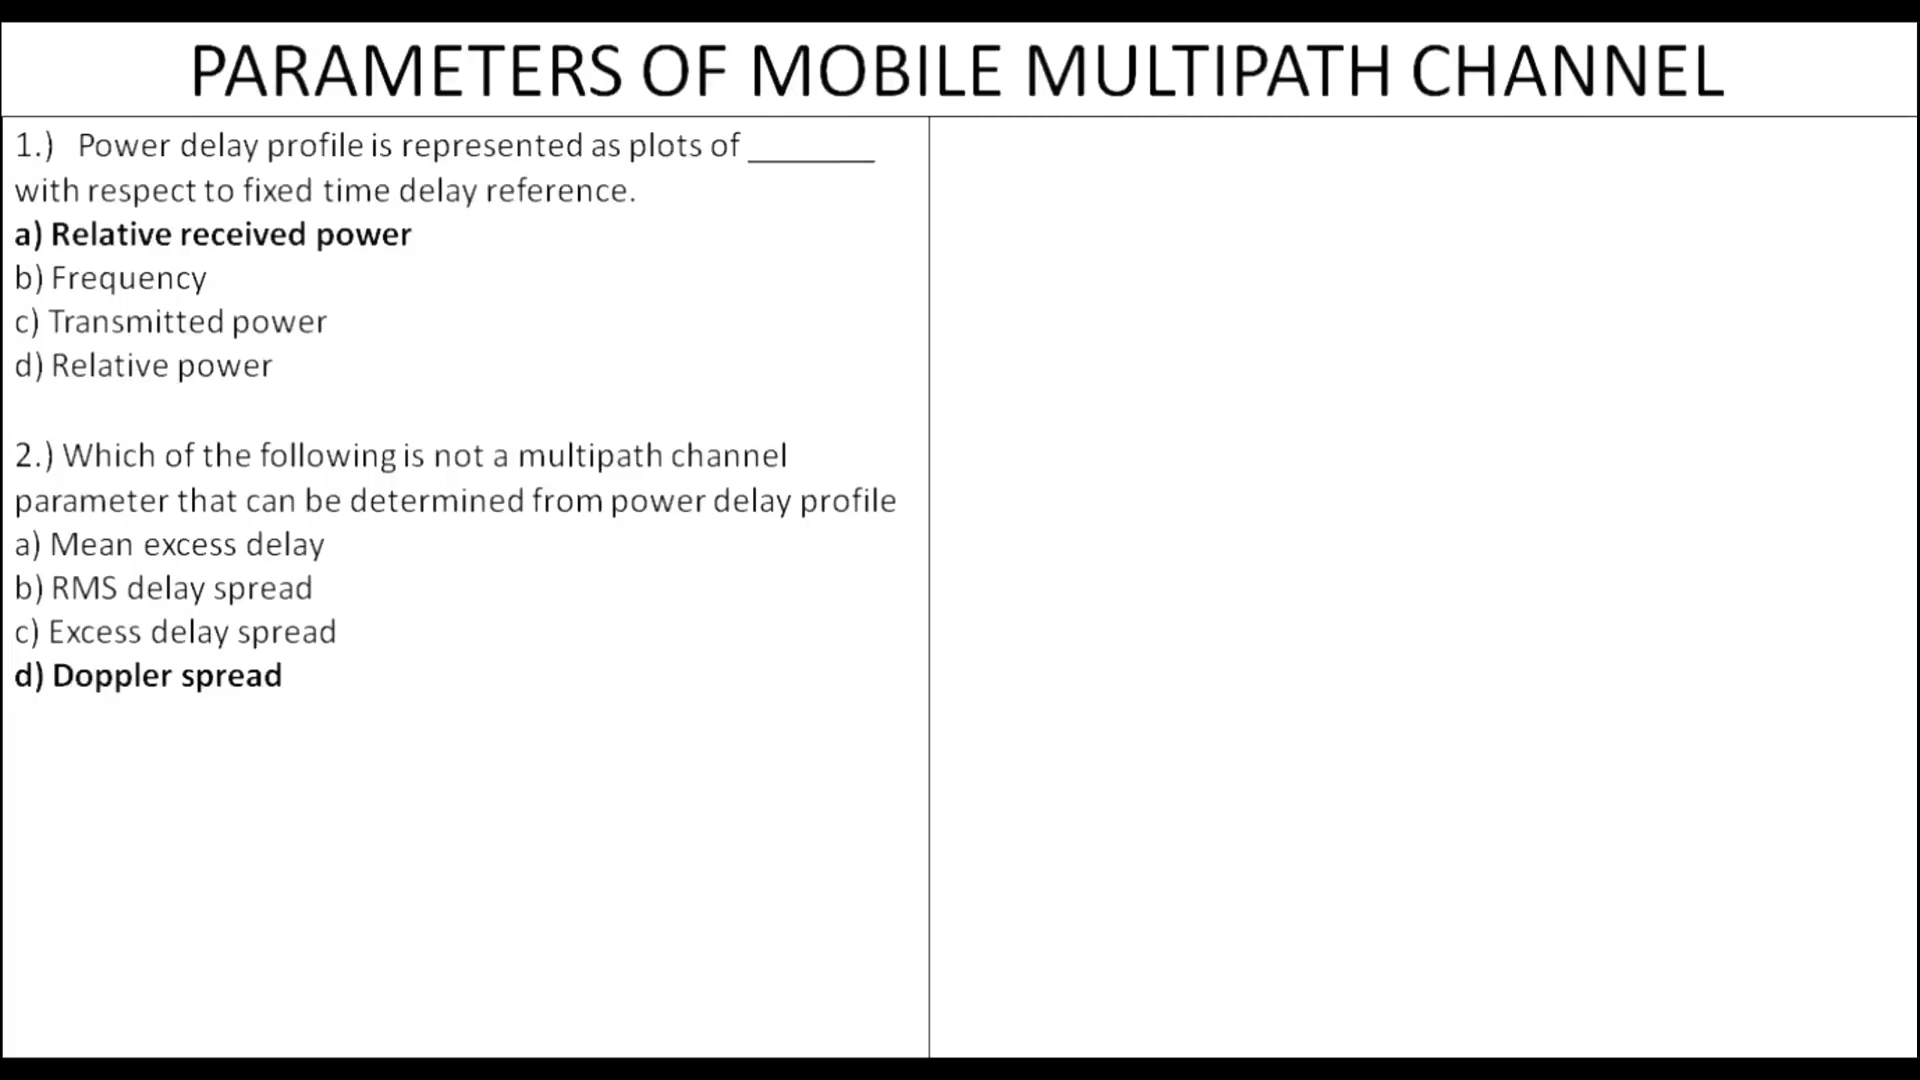 PARAMETERS OF MOBILE MULTIPATH CHANNEL
1.) Power delay profile is represented as plots of ________
with respect to fixed time delay reference.
a) Relative received power
b) Frequency
c) Transmitted power
d) Relative power
2.) Which of the following is not a multipath channel
parameter that can be determined from power delay profile
a) Mean excess delay
b) RMS delay spread
c) Excess delay spread
d) Doppler spread